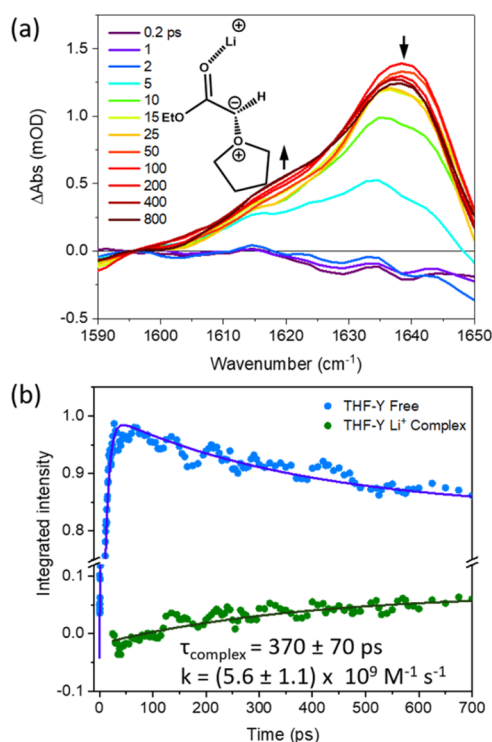 (a)
ΔAbs (mOD)
1.5
1.0
0.5
0.0
-0.5
0.2 ps
1
2
5
10
15
25
50
100
200
400
800
Li
+
O
EtO
H
−
O
+
1590 1600 1610 1620 1630 1640 1650
Wavenumber (cm⁻¹)
(b)
Integrated intensity
1.0
0.9
0.8
0.1
0.0
-0.1
THF-Y Free
THF-Y Li⁺ Complex
τcomplex = 370 ± 70 ps
k = (5.6 ± 1.1) x 10⁹ M⁻¹ s⁻¹
0 100 200 300 400 500 600 700
Time (ps)